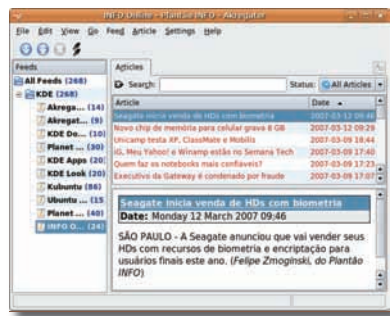 INFO Online - Plantão INFO - Akregator
File Edit View Go Feed Article Settings Help
Feeds
Articles
All Feeds (268)
Search:
Status: All Articles
KDE (268)
Article Date
Akrega... (14)
Seagate inicia venda de HDs com biometria 2007-03-12 09:46
Akregat... (9)
Novo chip de memória para celular grava 8 GB 2007-03-12 09:29
KDE Do... (10)
Unicamp testa XP, ClassMate e Mobilis 2007-03-09 18:44
Planet ... (30)
iG, Meu Yahoo! e Winamp estão no Semana Tech 2007-03-09 17:40
KDE Apps (20)
Quem faz os notebooks mais confiáveis? 2007-03-09 17:23
KDE Look (20)
Executivo da Gateway é condenado por fraude 2007-03-09 17:07
Kubuntu (86)
Ubuntu ... (15)
Planet ... (40)
INFO O... (24)
Seagate inicia venda de HDs com biometria
Date: Monday 12 March 2007 09:46
SÃO PAULO - A Seagate anunciou que vai vender seus
HDs com recursos de biometria e encriptação para
usuários finais este ano. (Felipe Zmoginski, do Plantão
INFO)